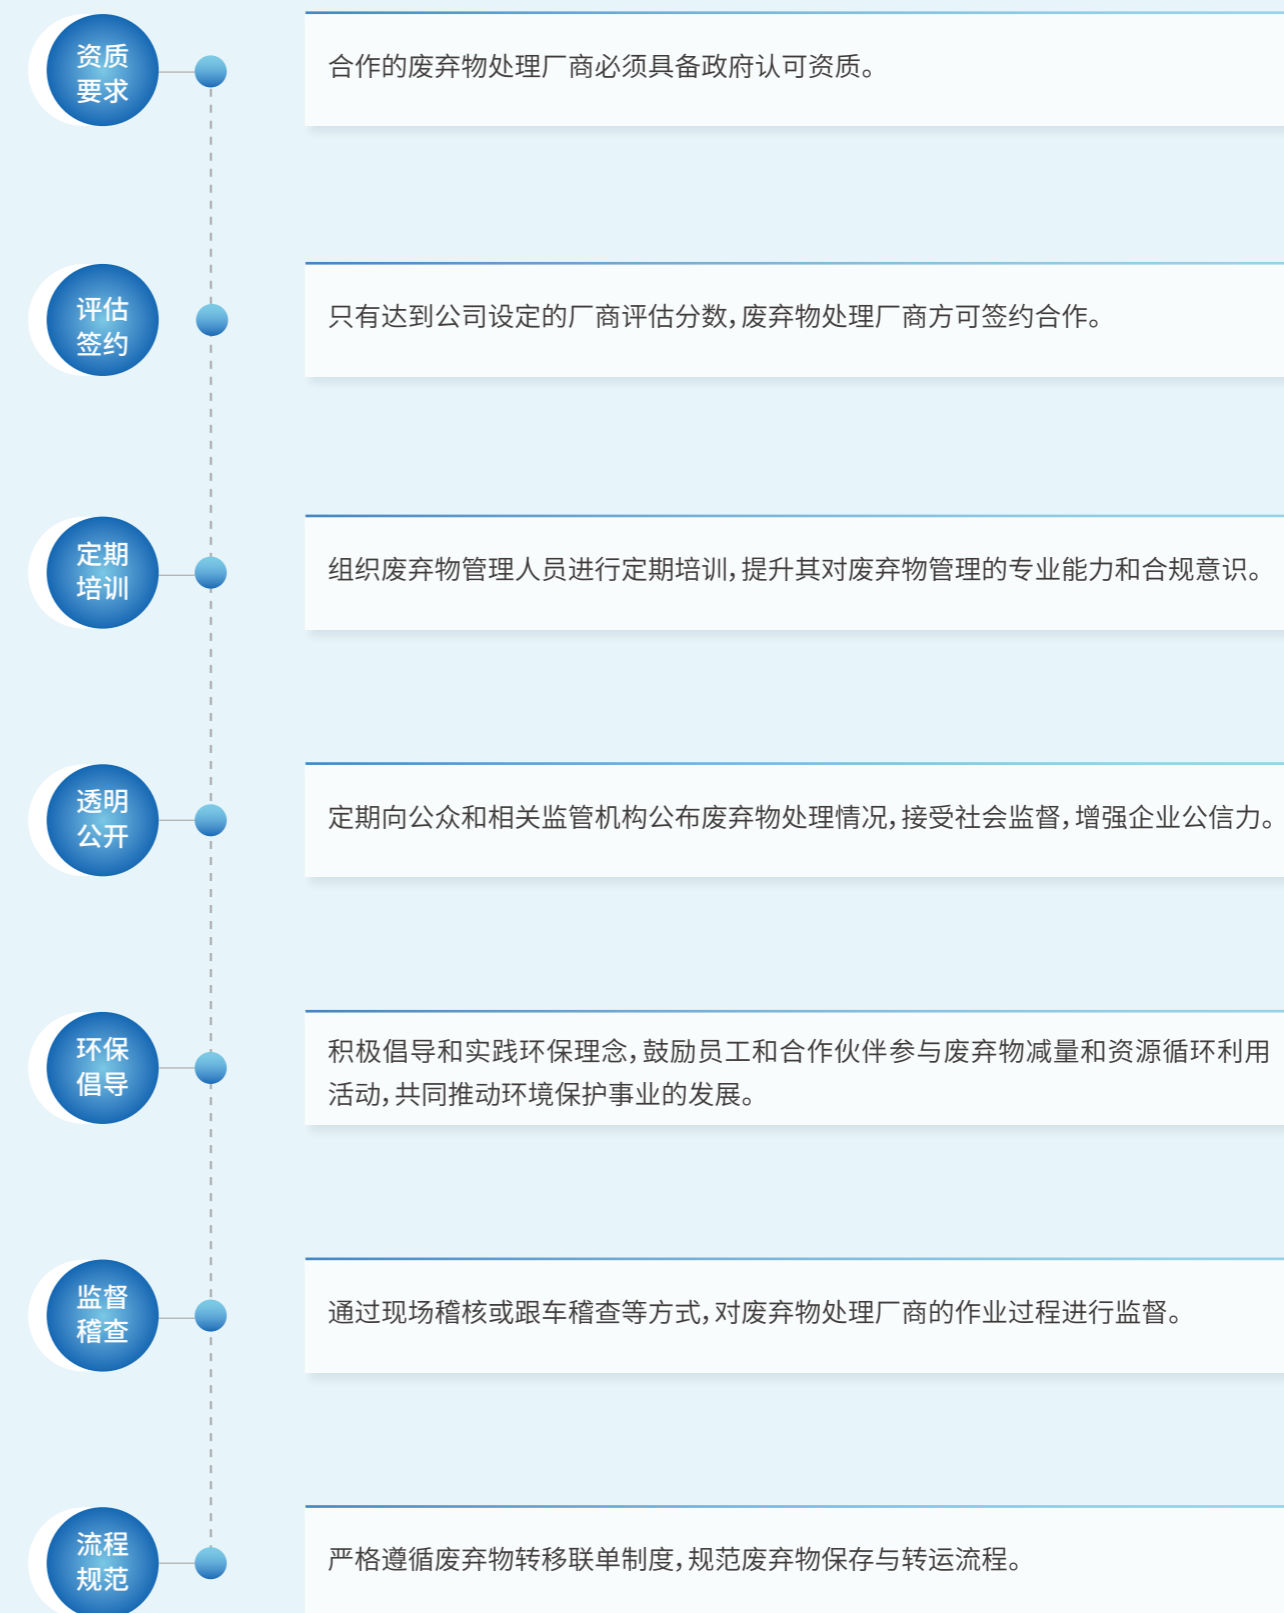 资质
要求
合作的废弃物处理厂商必须具备政府认可资质。
评估
签约
只有达到公司设定的厂商评估分数，废弃物处理厂商方可签约合作。
定期
培训
组织废弃物管理人员进行定期培训，提升其对废弃物管理的专业能力和合规意识。
透明
公开
定期向公众和相关监管机构公布废弃物处理情况，接受社会监督，增强企业公信力。
环保
倡导
积极倡导和实践环保理念，鼓励员工和合作伙伴参与废弃物减量和资源循环利用
活动，共同推动环境保护事业的发展。
监督
稽查
通过现场稽核或跟车稽查等方式，对废弃物处理厂商的作业过程进行监督。
流程
规范
严格遵循废弃物转移联单制度，规范废弃物保存与转运流程。